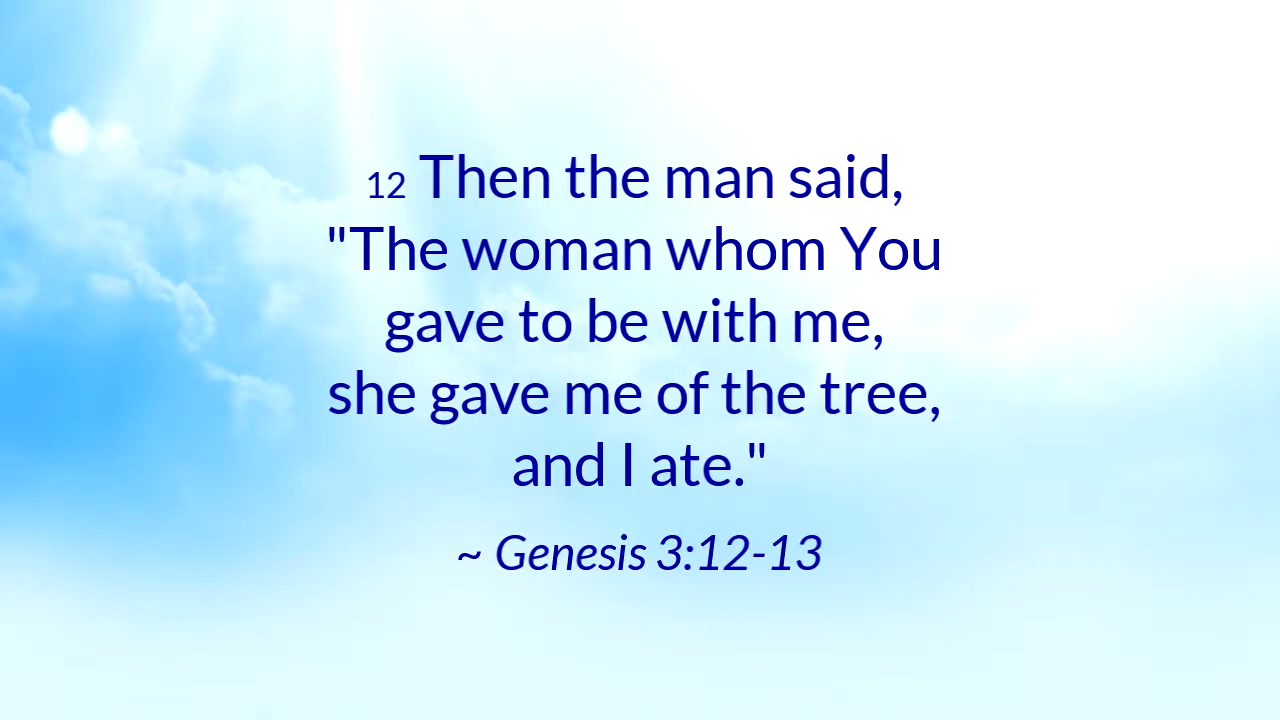 12 Then the man said,
"The woman whom You
gave to be with me,
she gave me of the tree,
and I ate."
~ Genesis 3:12-13